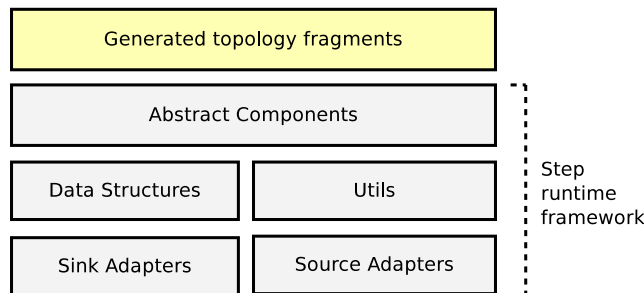 Generated topology fragments
Abstract Components
Data Structures
Utils
Step
runtime
framework
Sink Adapters
Source Adapters